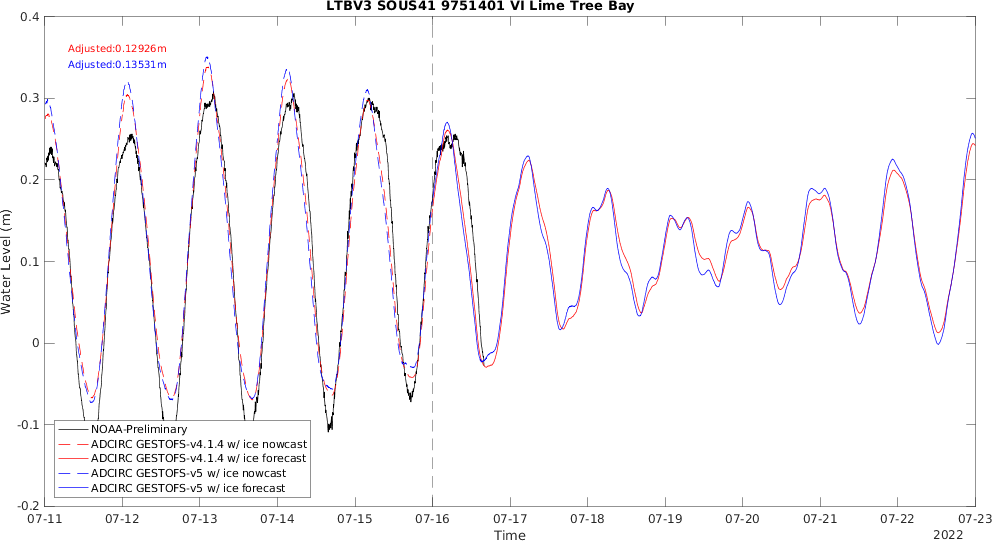 LTBV3 SOUS41 9751401 VI Lime Tree Bay
0.4
Adjusted:0.12926m
Adjusted:0.13531m
0.3
0.2
Water Level (m)
0.1
0
-0.1
NOAA-Preliminary
ADCIRC GESTOFS-v4.1.4 w/ ice nowcast
ADCIRC GESTOFS-v4.1.4 w/ ice forecast
ADCIRC GESTOFS-v5 w/ ice nowcast
ADCIRC GESTOFS-v5 w/ ice forecast
-0.2
07-11 07-12 07-13 07-14 07-15 07-16 07-17 07-18 07-19 07-20 07-21 07-22 07-23
Time
2022